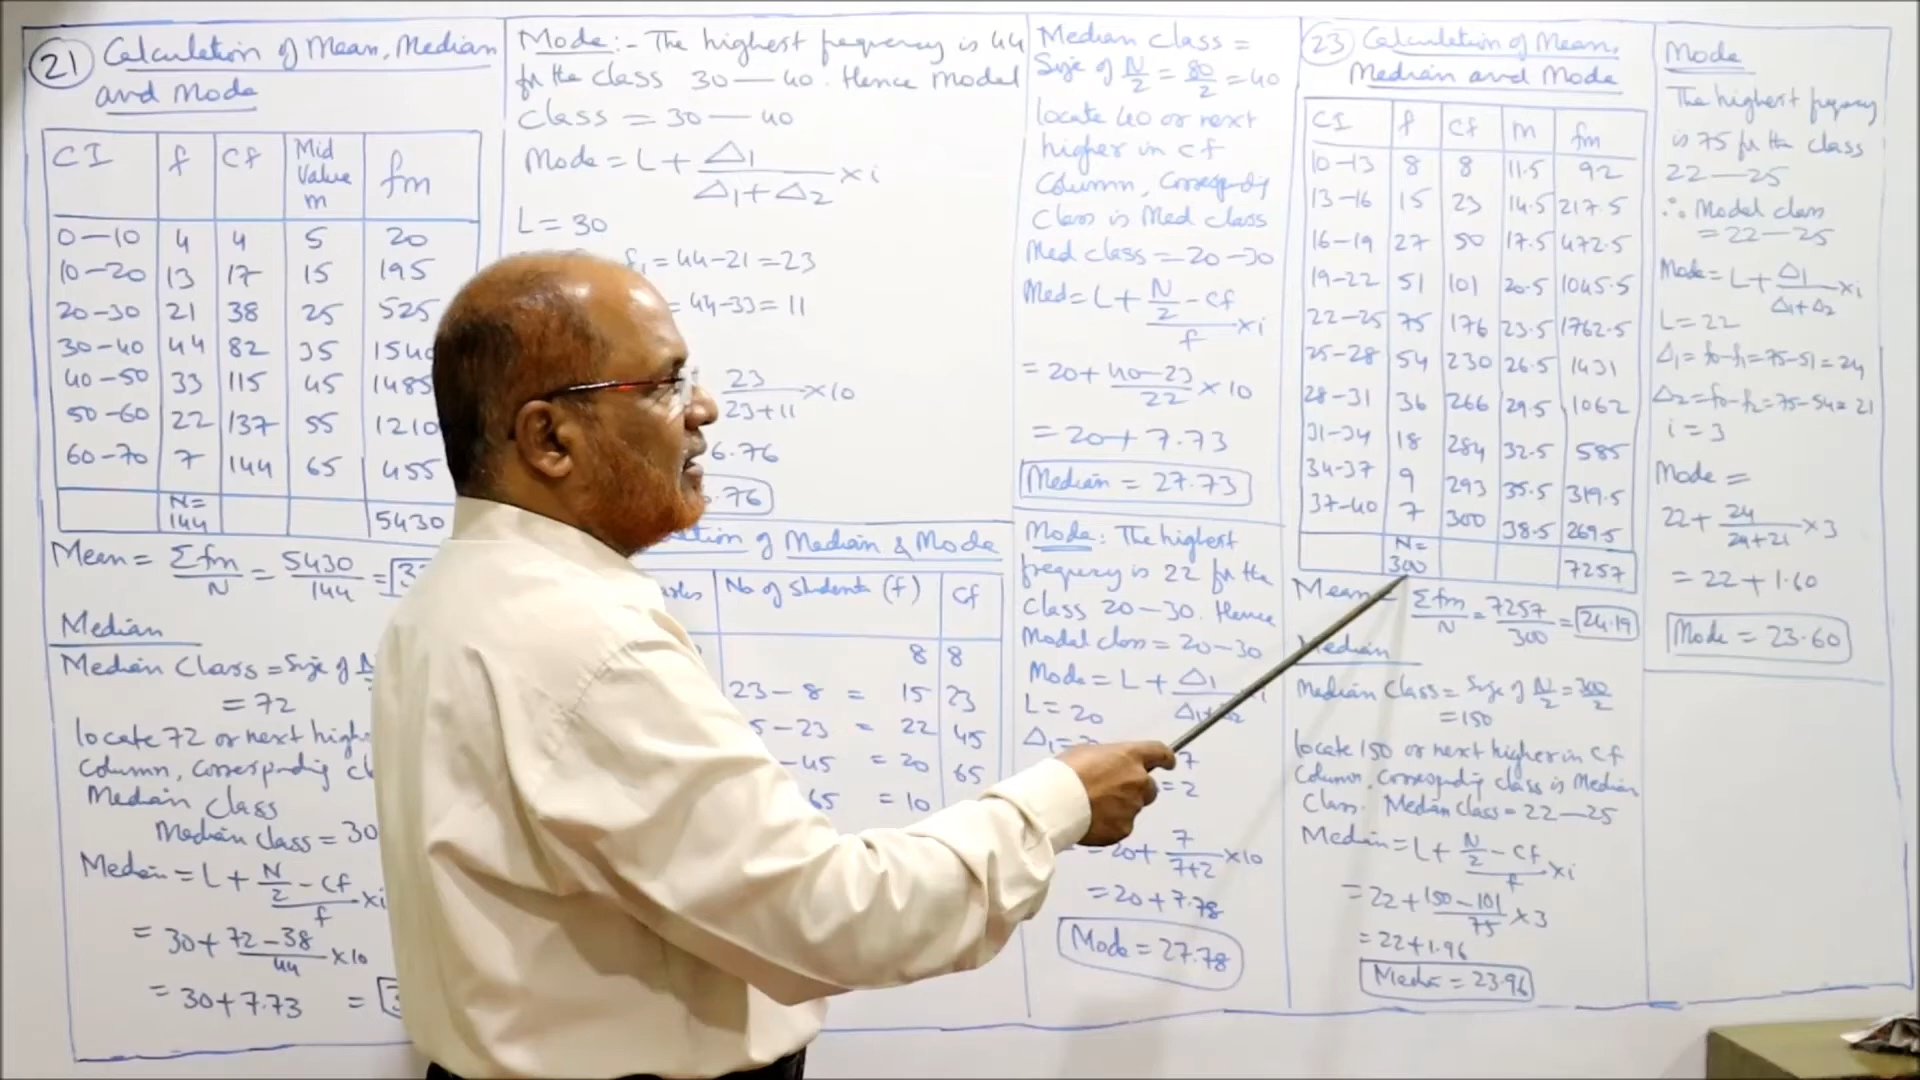 21 Calculation of Mean, Median
and Mode
CI f Cf Mid Value m fm
0—10 4 4 5 20
10—20 13 17 15 195
20—30 21 38 25 525
30—40 44 82 35 1540
40—50 33 115 45 1485
50—60 22 137 55 1210
60—70 7 144 65 455
N= 144 5430
Mean = Σfm/N = 5430/144 =
Median
Median Class = Size of
= 72
locate 72 or next
Column, Corresponding
Median Class
Median class = 30
Median = L + (N/2 - Cf)/f × i
= 30 + (72-38)/44 × 10
= 30 + 7.73 =
Mode :- The highest frequency is 44
for the class 30—40. Hence Modal
Class = 30—40
Mode = L + Δ1/(Δ1+Δ2) × i
L = 30
f1 = 44-21 = 23
= 44-33 = 11
23/(23+11) × 10
6.76
.76
of Median & Mode
No of Students (f) Cf
8 8
23 - 8 = 15 23
- 23 = 22 45
- 45 = 20 65
65 = 10
Median Class =
Size of N/2 = 80/2 = 40
locate 40 or next
higher in cf
Column, Corresponding
Class is Med class
Med class = 20—30
Med = L + (N/2 - cf)/f × i
= 20 + (40-23)/22 × 10
= 20 + 7.73
Median = 27.73
Mode: The highest
frequency is 22 for the
class 20—30. Hence
Modal class = 20—30
Mode = L + Δ1
L = 20
7
= 2
= 20 + 7/(7+2) × 10
= 20 + 7.78
Mode = 27.78
23 Calculation of Mean,
Median and Mode
CI f Cf m fm
10—13 8 8 11.5 92
13—16 15 23 14.5 217.5
16—19 27 50 17.5 472.5
19—22 51 101 20.5 1045.5
22—25 75 176 23.5 1762.5
25—28 54 230 26.5 1431
28—31 36 266 29.5 1062
31—34 18 284 32.5 585
34—37 9 293 35.5 319.5
37—40 7 300 38.5 269.5
N= 300 7257
Mean = Σfm/N = 7257/300 = 24.19
Median
Median Class = Size of N/2 = 300/2
= 150
locate 150 or next higher in Cf
Column. Corresponding class is Median
Class. Median class = 22—25
Median = L + (N/2 - Cf)/f × i
= 22 + (150-101)/75 × 3
= 22 + 1.96
= 23.96
Mode
The highest
is 75 for the class
22—25
∴ Modal class
= 22—25
Mode = L + Δ1/(Δ1+Δ2) × i
L = 22
Δ1 = f0-f1 = 75-51 = 24
Δ2 = f0-f2 = 75-54 = 21
i = 3
Mode =
22 + 24/(24+21) × 3
= 22 + 1.60
Mode = 23.60